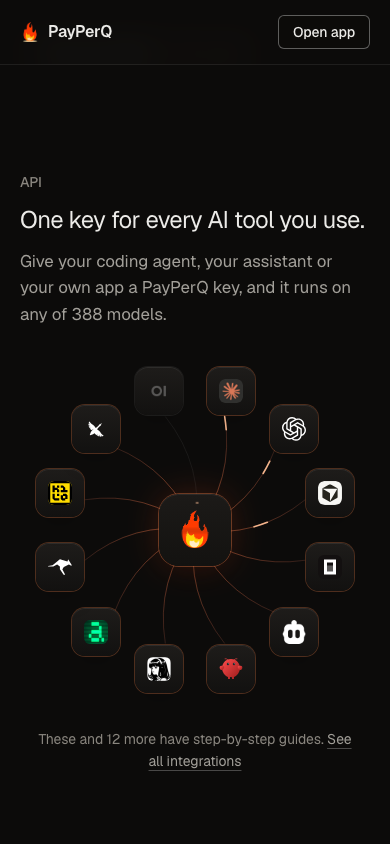 PayPerQ
Open app
API
One key for every AI tool you use.
Give your coding agent, your assistant or
your own app a PayPerQ key, and it runs on
any of 388 models.
OI
These and 12 more have step-by-step guides. See
all integrations